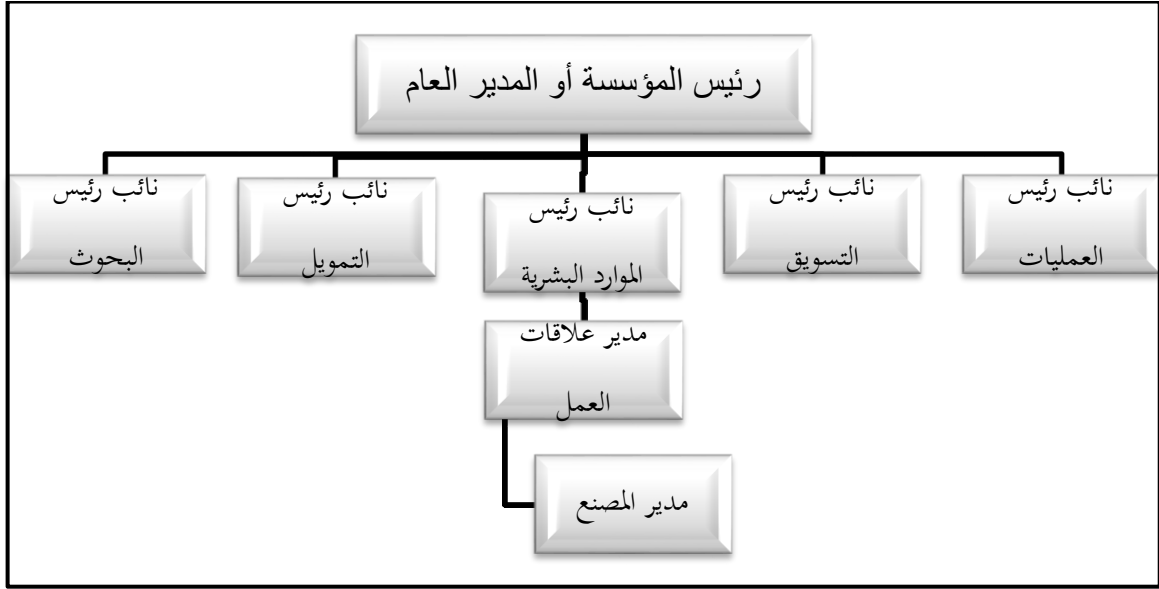 رئيس المؤسسة أو المدير العام
نائب رئيس
العمليات
نائب رئيس
التسويق
نائب رئيس
الموارد البشرية
نائب رئيس
التمويل
نائب رئيس
البحوث
مدير علاقات
العمل
مدير المصنع